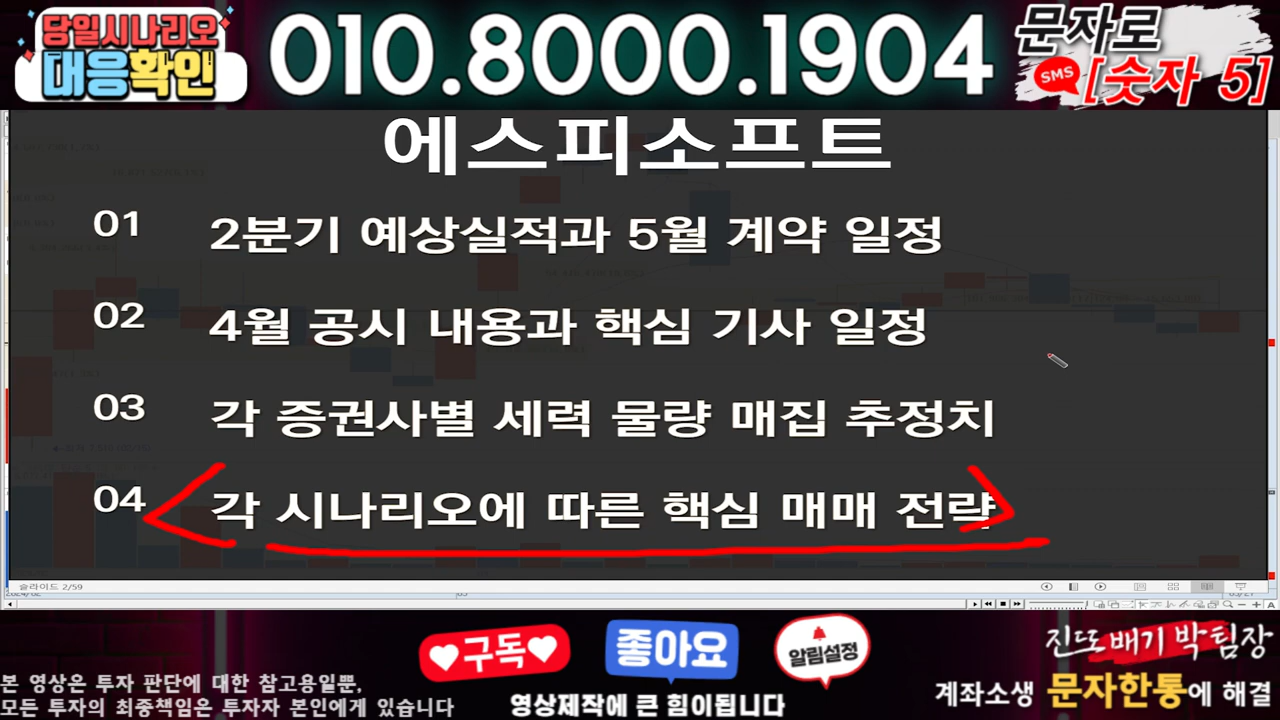 당일시나리오
대응확인
010.8000.1904
문자로
SMS
[숫자 5]
에스피소프트
01
2분기 예상실적과 5월 계약 일정
02
4월 공시 내용과 핵심 기사 일정
03
각 증권사별 세력 물량 매집 추정치
04
각 시나리오에 따른 핵심 매매 전략
슬라이드 2/59
구독
좋아요
알림설정
진또배기 박팀장
본 영상은 투자 판단에 대한 참고용일뿐,
모든 투자의 최종책임은 투자자 본인에게 있습니다
영상제작에 큰 힘이됩니다
계좌소생 문자한통에 해결